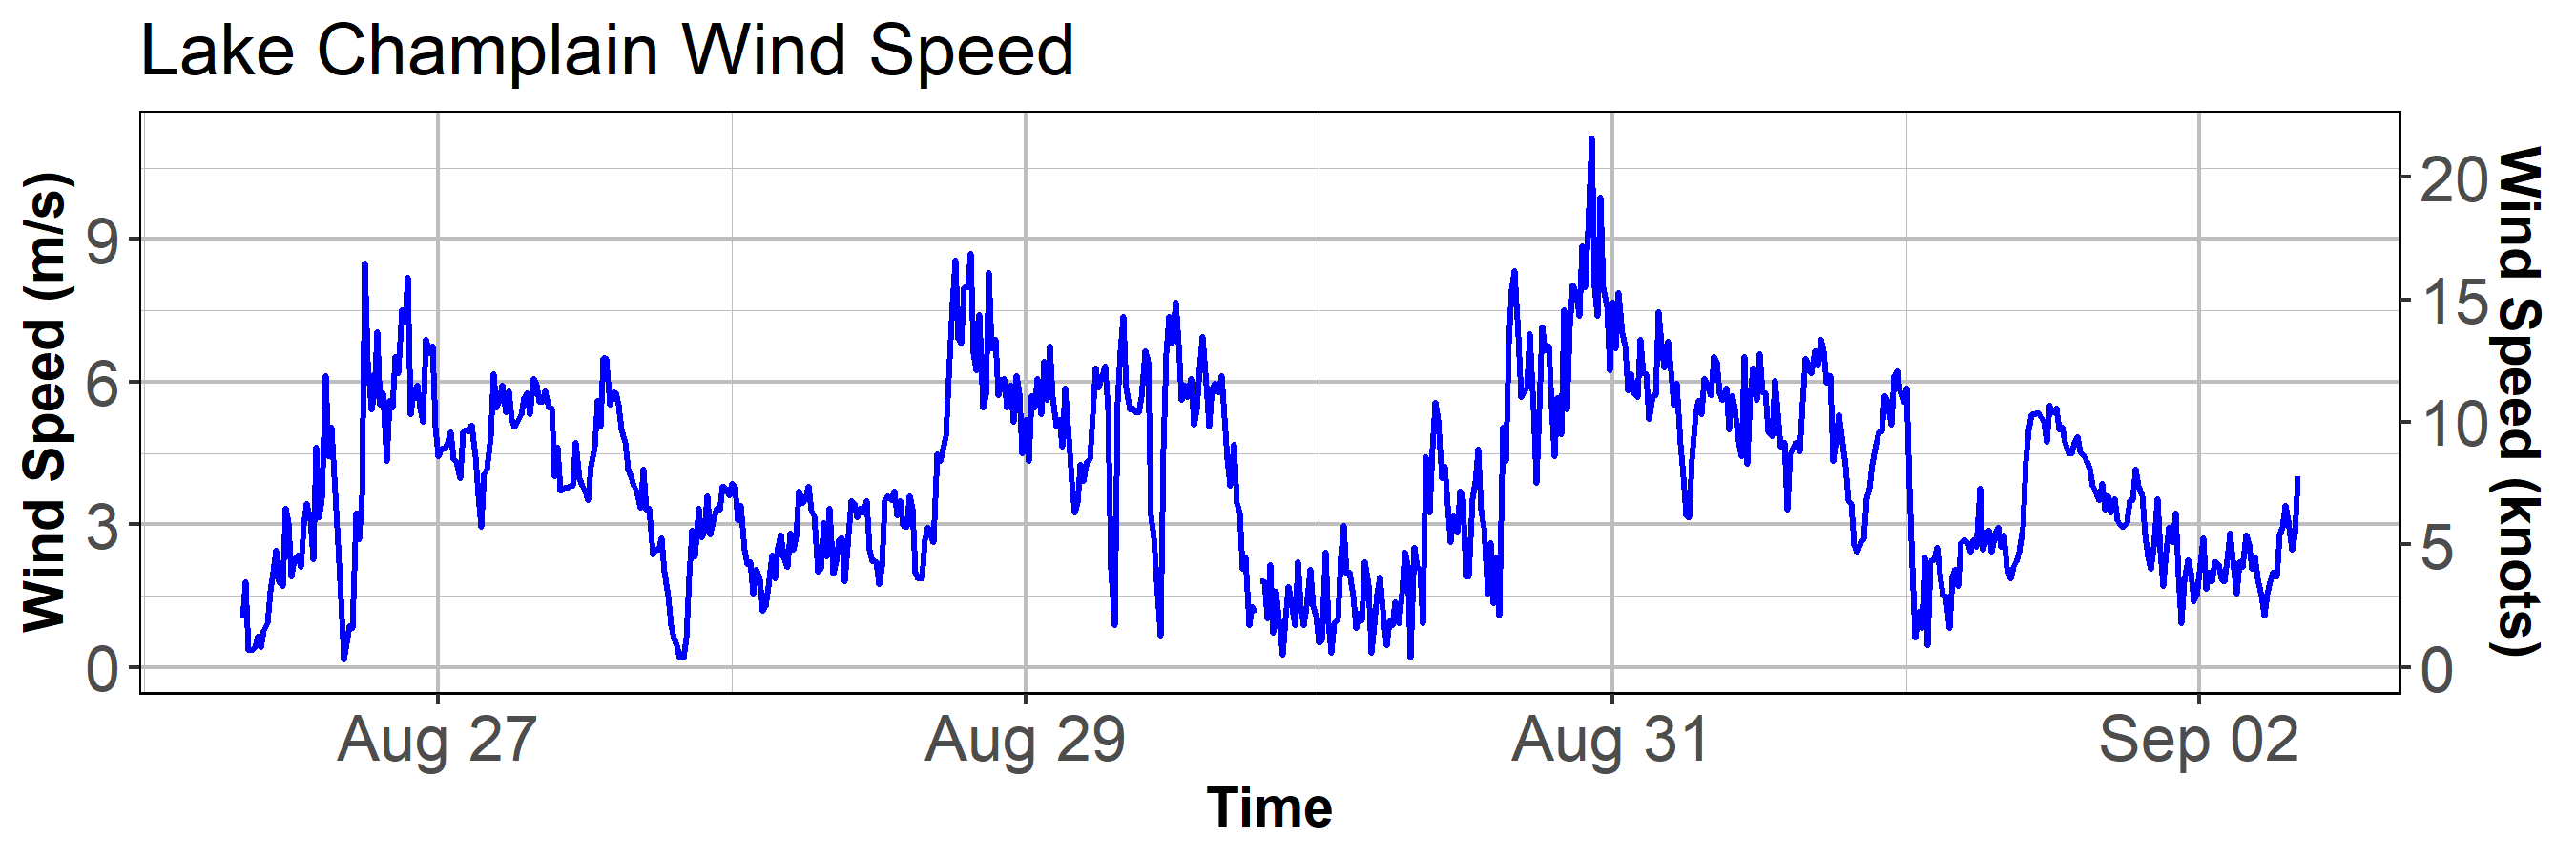 Lake Champlain Wind Speed
Wind Speed (m/s)
9
6
3
0
20
15
10
5
0
Wind Speed (knots)
Aug 27
Aug 29
Aug 31
Sep 02
Time